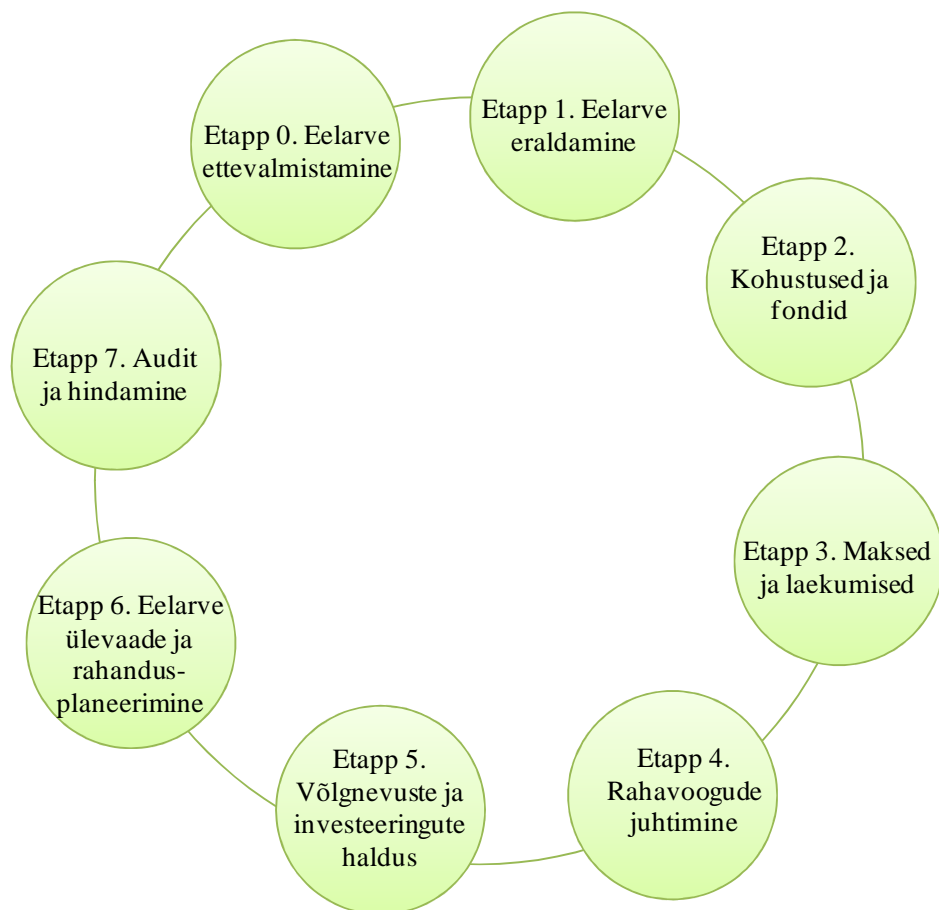 Etapp 0. Eelarve
ettevalmistamine
Etapp 1. Eelarve
eraldamine
Etapp 2.
Kohustused ja
fondid
Etapp 3. Maksed
ja laekumised
Etapp 4.
Rahavoogude
juhtimine
Etapp 5.
Võlgnevuste ja
investeeringute
haldus
Etapp 6. Eelarve
ülevaade ja
rahandus-
planeerimine
Etapp 7. Audit
ja hindamine